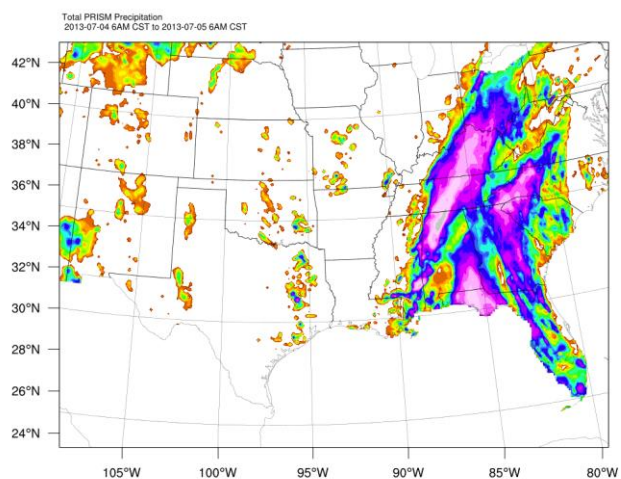 Total PRISM Precipitation
2013-07-04 6AM CST to 2013-07-05 6AM CST
42°N
40°N
38°N
36°N
34°N
32°N
30°N
28°N
26°N
24°N
105°W
100°W
95°W
90°W
85°W
80°W